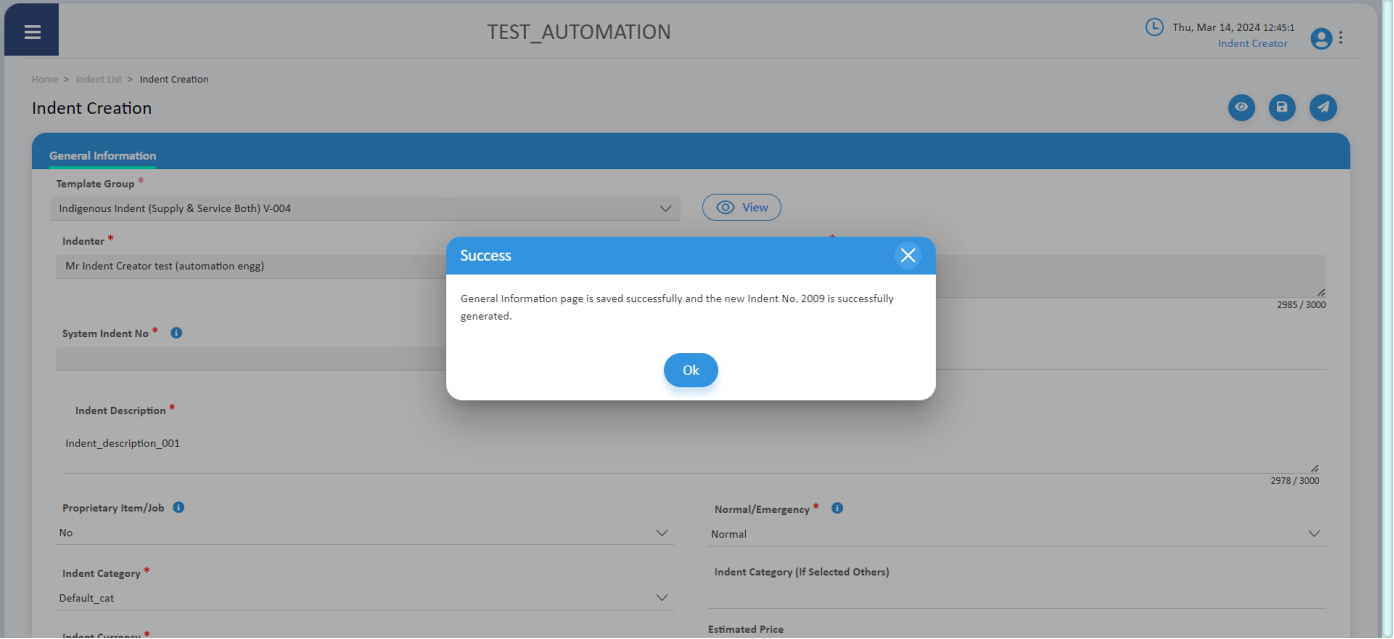 TEST_AUTOMATION
Thu, Mar 14, 2024 12:45:1
Indent Creator
Home > Indent List > Indent Creation
Indent Creation
General Information
Template Group *
Indigenous Indent (Supply & Service Both) V-004
View
Indenter *
*
Mr Indent Creator test (automation engg)
2985 / 3000
Success
General Information page is saved successfully and the new Indent No. 2009 is successfully
generated.
Ok
System Indent No *
Indent Description *
Indent_description_001
2978 / 3000
Proprietary Item/Job
No
Normal/Emergency *
Normal
Indent Category *
Default_cat
Indent Category (If Selected Others)
Indent Currency *
Estimated Price